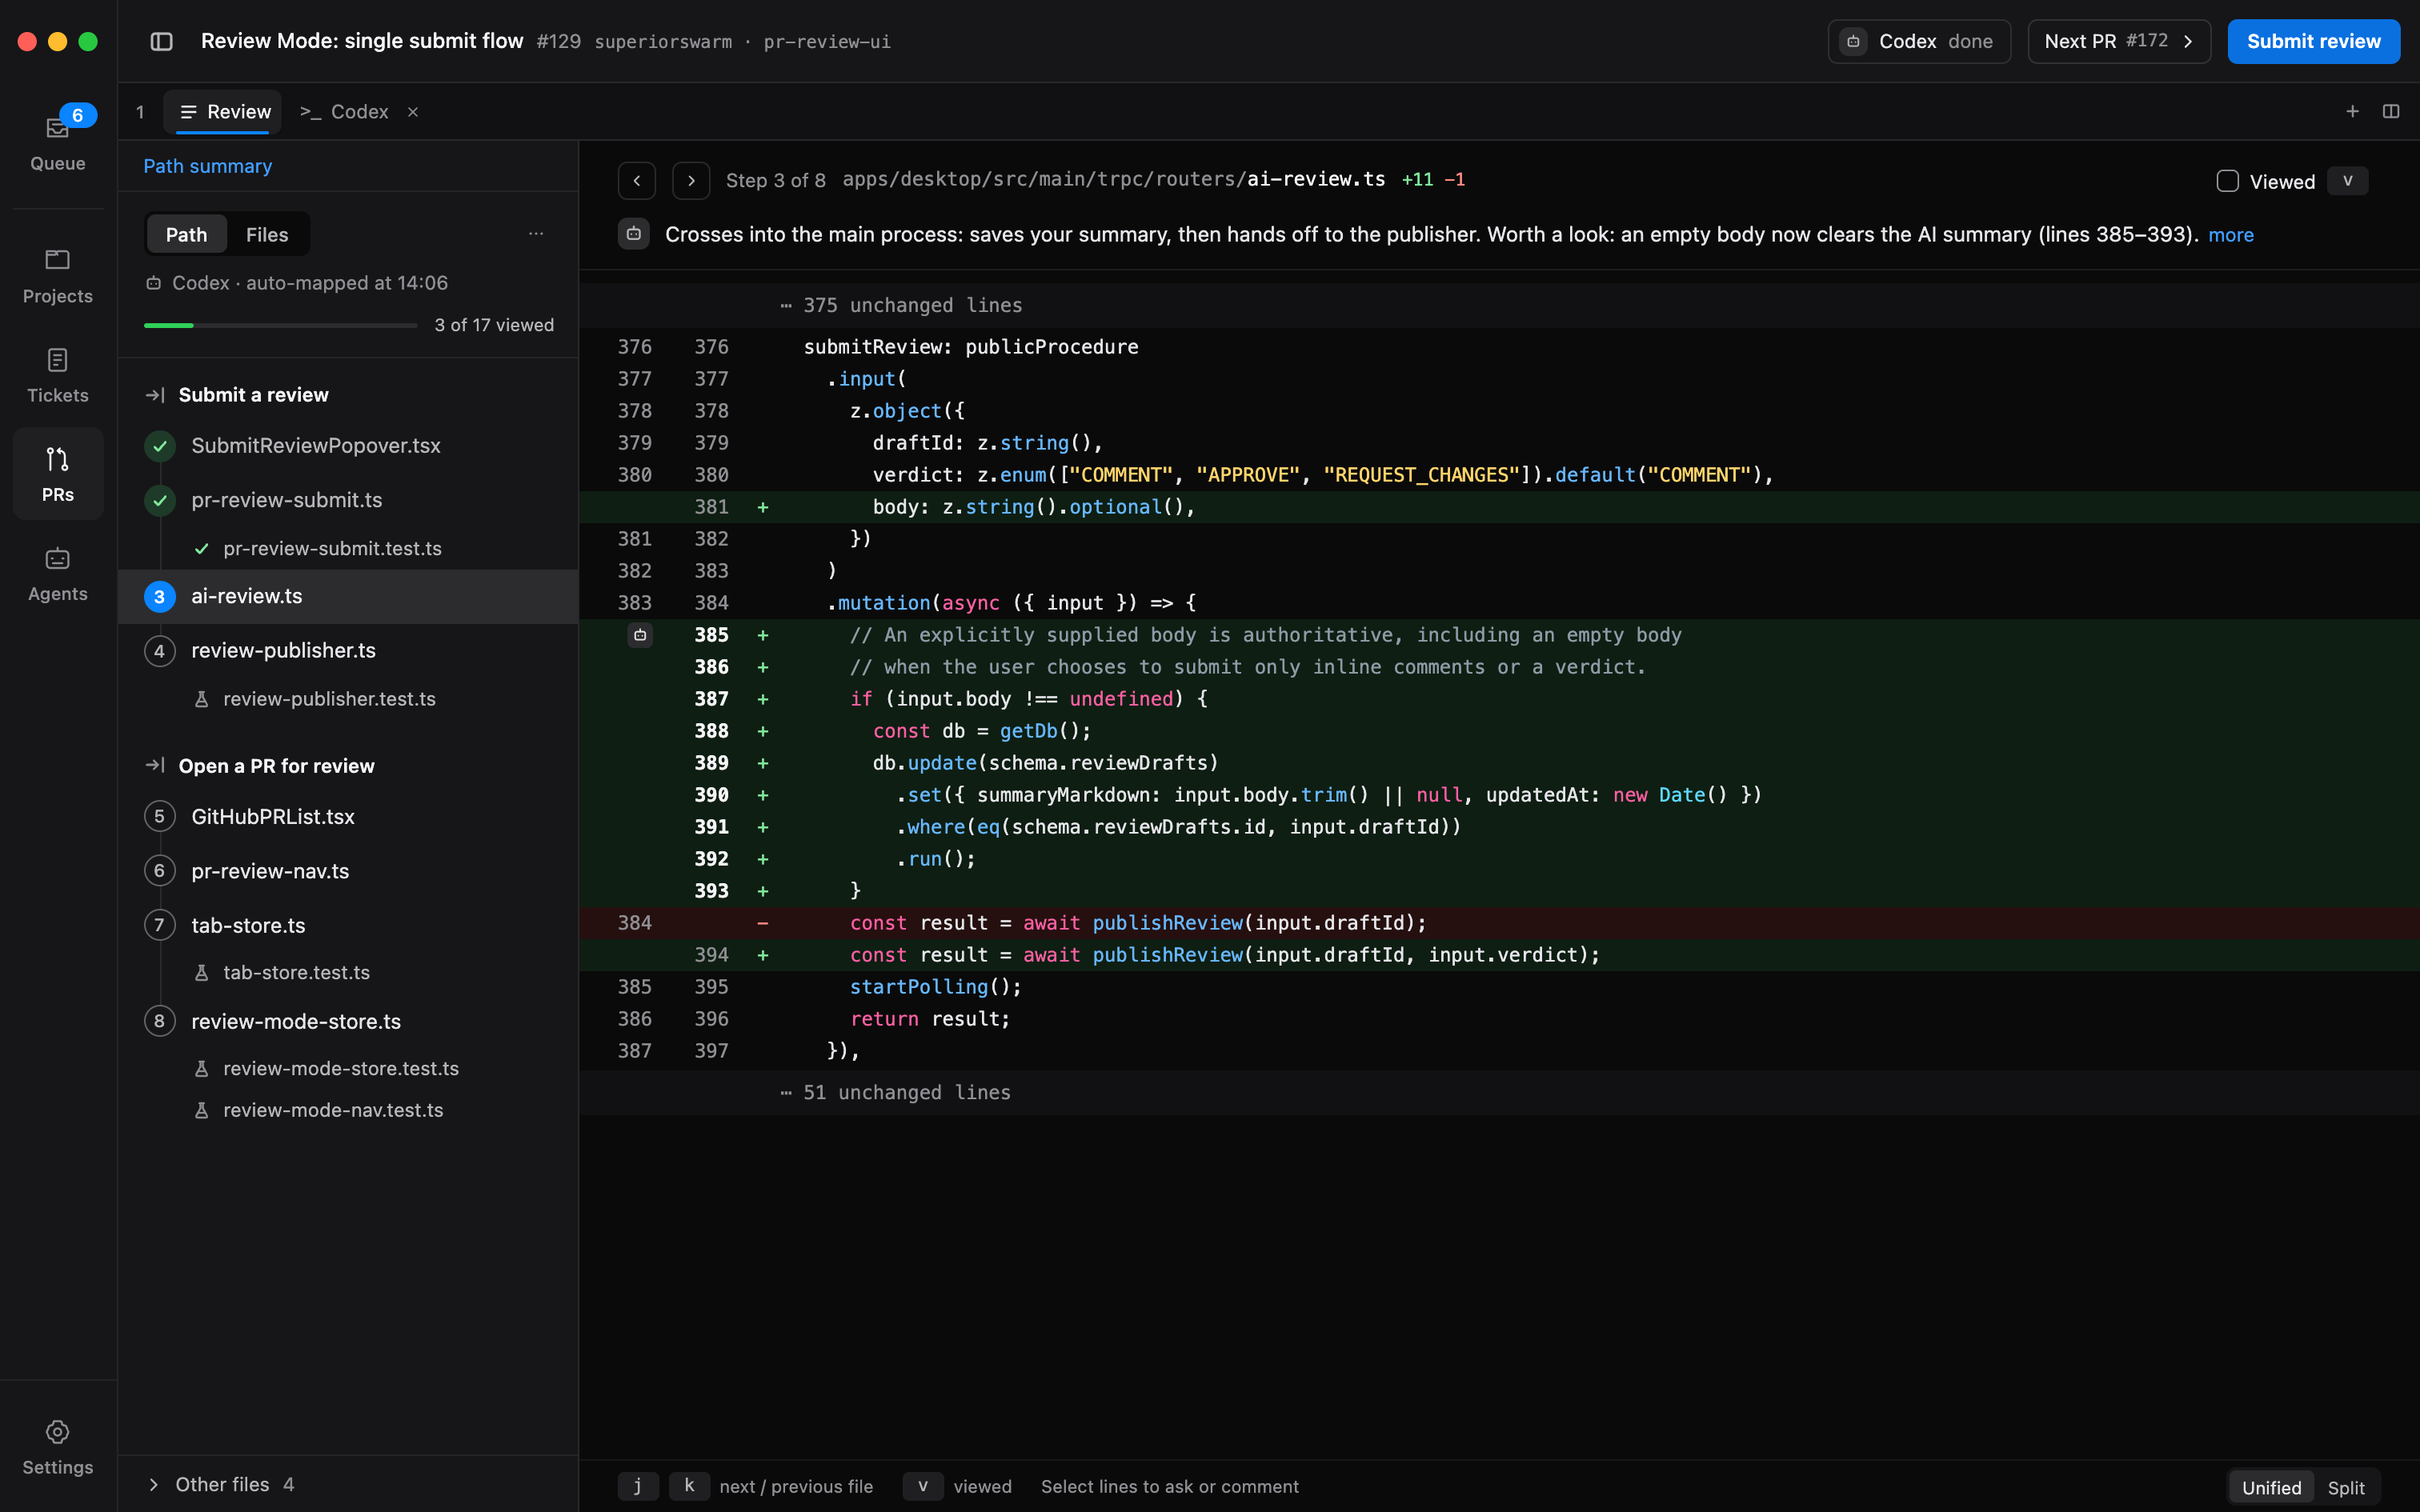 Review Mode: single submit flow #129 superiorswarm · pr-review-ui
Codex done
Next PR #172
Submit review
6
Queue
Projects
Tickets
PRs
Agents
Settings
1
Review
>_ Codex ×
Path summary
Path
Files
···
Codex · auto-mapped at 14:06
3 of 17 viewed
Submit a review
SubmitReviewPopover.tsx
pr-review-submit.ts
pr-review-submit.test.ts
3 ai-review.ts
4 review-publisher.ts
review-publisher.test.ts
Open a PR for review
5 GitHubPRList.tsx
6 pr-review-nav.ts
7 tab-store.ts
tab-store.test.ts
8 review-mode-store.ts
review-mode-store.test.ts
review-mode-nav.test.ts
Other files 4
Step 3 of 8 apps/desktop/src/main/trpc/routers/ai-review.ts +11 −1
Viewed v
Crosses into the main process: saves your summary, then hands off to the publisher. Worth a look: an empty body now clears the AI summary (lines 385–393). more
⋯ 375 unchanged lines
376 376 submitReview: publicProcedure
377 377 .input(
378 378 z.object({
379 379 draftId: z.string(),
380 380 verdict: z.enum(["COMMENT", "APPROVE", "REQUEST_CHANGES"]).default("COMMENT"),
381 + body: z.string().optional(),
381 382 })
382 383 )
383 384 .mutation(async ({ input }) => {
385 + // An explicitly supplied body is authoritative, including an empty body
386 + // when the user chooses to submit only inline comments or a verdict.
387 + if (input.body !== undefined) {
388 + const db = getDb();
389 + db.update(schema.reviewDrafts)
390 + .set({ summaryMarkdown: input.body.trim() || null, updatedAt: new Date() })
391 + .where(eq(schema.reviewDrafts.id, input.draftId))
392 + .run();
393 + }
384 − const result = await publishReview(input.draftId);
394 + const result = await publishReview(input.draftId, input.verdict);
385 395 startPolling();
386 396 return result;
387 397 }),
⋯ 51 unchanged lines
j k next / previous file v viewed Select lines to ask or comment
Unified Split